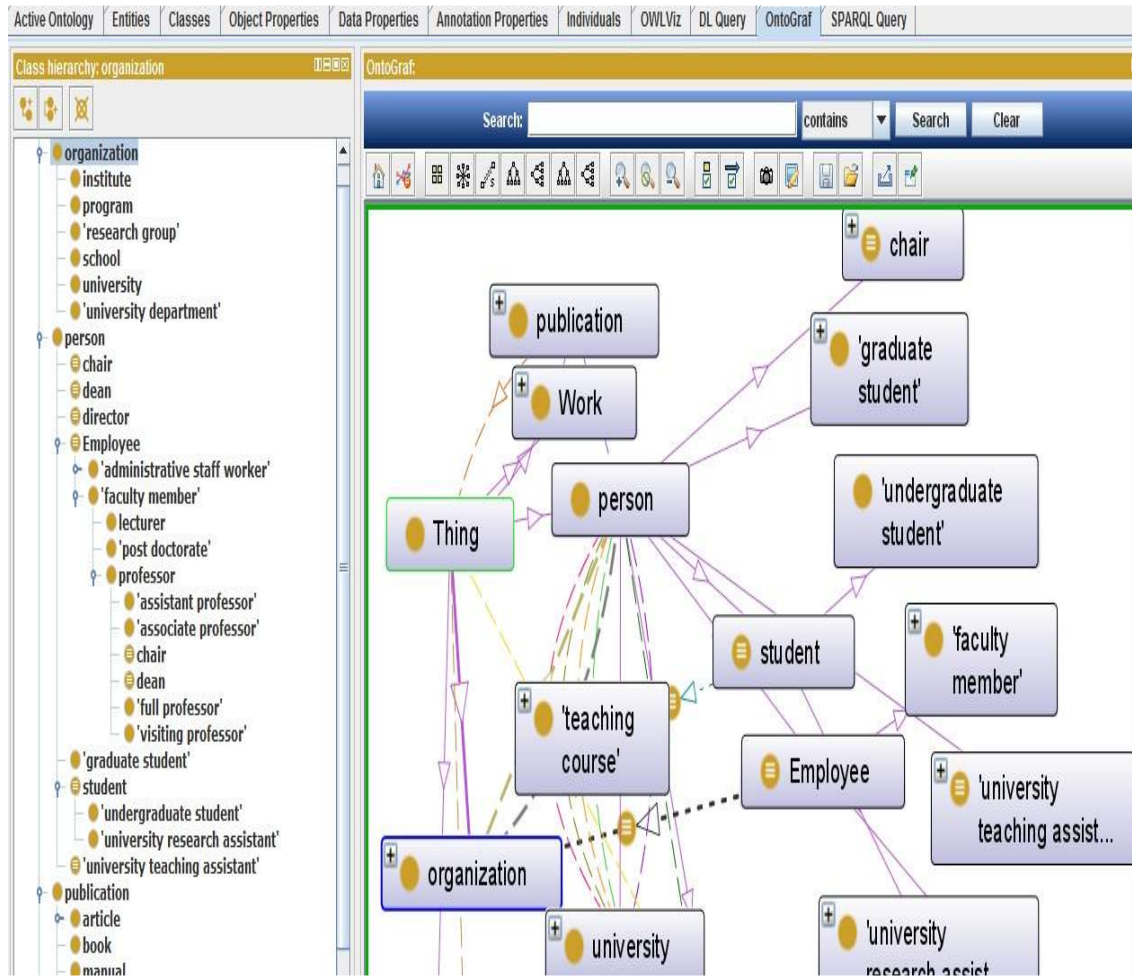 Active Ontology Entities Classes Object Properties Data Properties Annotation Properties Individuals OWLViz DL Query OntoGraf SPARQL Query
Class hierarchy: organization
organization
institute
program
'research group'
school
university
'university department'
person
chair
dean
director
Employee
'administrative staff worker'
'faculty member'
lecturer
'post doctorate'
professor
'assistant professor'
'associate professor'
chair
dean
'full professor'
'visiting professor'
'graduate student'
student
'undergraduate student'
'university research assistant'
'university teaching assistant'
publication
article
book
manual
OntoGraf:
Search: contains Search Clear
chair
publication
'graduate
student'
Work
person
'undergraduate
student'
Thing
student
'faculty
member'
'teaching
course'
Employee
'university
teaching assist...
organization
university
'university
research assist